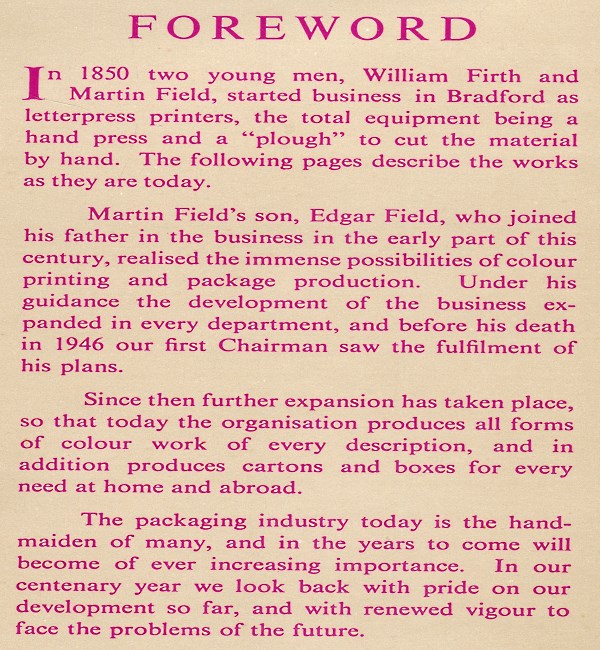 FOREWORD
In 1850 two young men, William Firth and
Martin Field, started business in Bradford as
letterpress printers, the total equipment being a
hand press and a “plough” to cut the material
by hand. The following pages describe the works
as they are today.
Martin Field’s son, Edgar Field, who joined
his father in the business in the early part of this
century, realised the immense possibilities of colour
printing and package production. Under his
guidance the development of the business ex-
panded in every department, and before his death
in 1946 our first Chairman saw the fulfilment of
his plans.
Since then further expansion has taken place,
so that today the organisation produces all forms
of colour work of every description, and in
addition produces cartons and boxes for every
need at home and abroad.
The packaging industry today is the hand-
maiden of many, and in the years to come will
become of ever increasing importance. In our
centenary year we look back with pride on our
development so far, and with renewed vigour to
face the problems of the future.